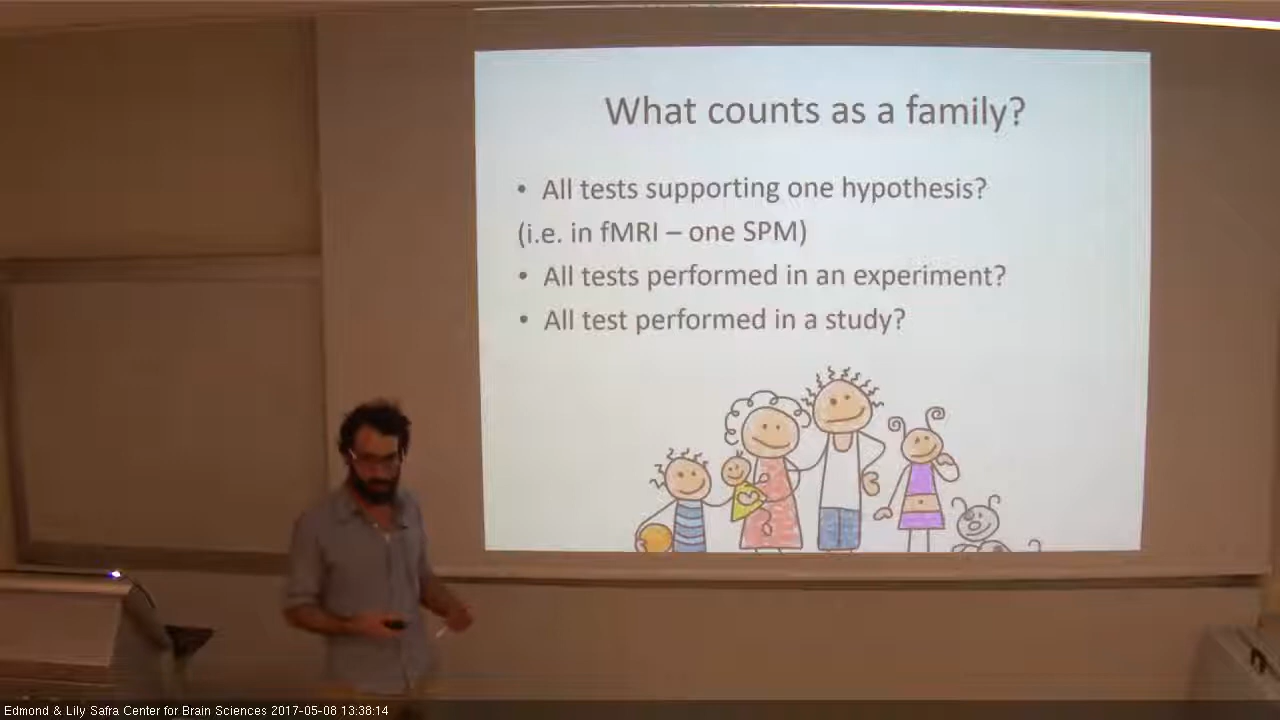 What counts as a family?
• All tests supporting one hypothesis?
(i.e. in fMRI – one SPM)
• All tests performed in an experiment?
• All test performed in a study?
Edmond & Lily Safra Center for Brain Sciences 2017-05-08 13:38:14